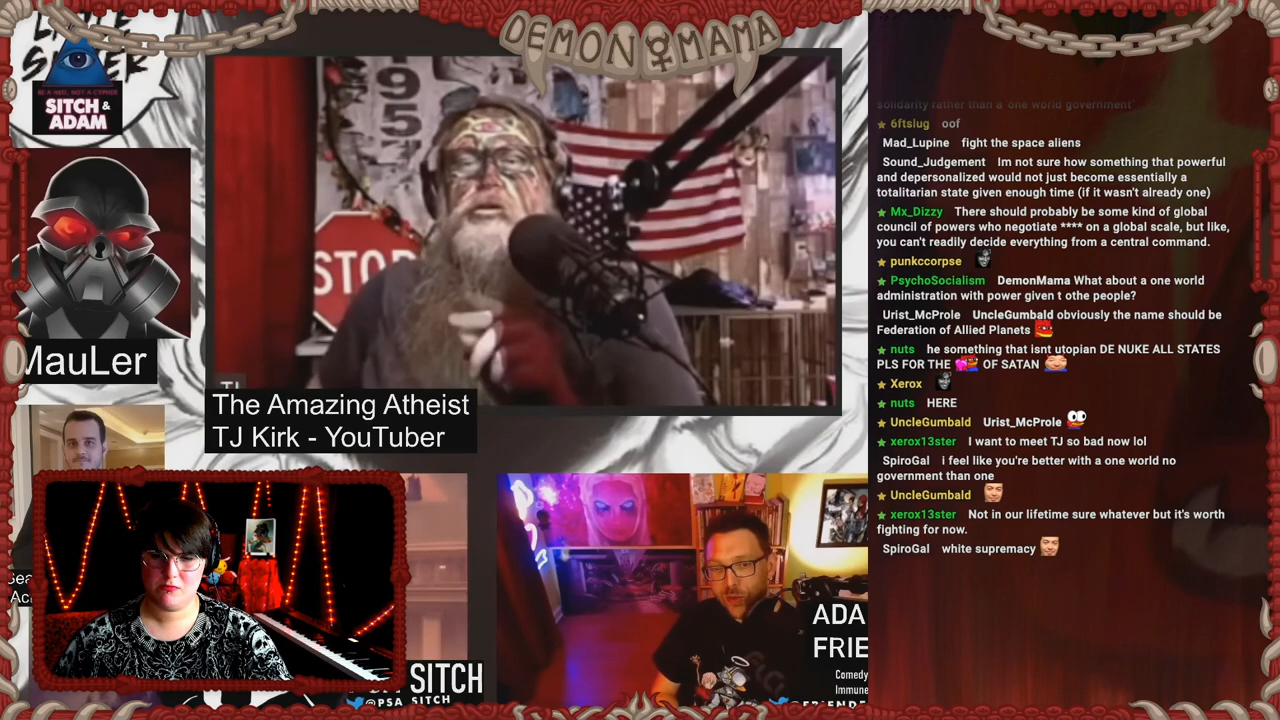 DEMON MAMA
BE A NEO, NOT A CYPHER
SITCH &
ADAM
MauLer
1957
STOP
The Amazing Atheist
TJ Kirk - YouTuber
SITCH
@PSA_SITCH
ADA
FRIE
Comedy
Immune
solidarity rather than a 'one world government'
6ftslug oof
Mad_Lupine fight the space aliens
Sound_Judgement Im not sure how something that powerful
and depersonalized would not just become essentially a
totalitarian state given enough time (if it wasn't already one)
Mx_Dizzy There should probably be some kind of global
council of powers who negotiate **** on a global scale, but like,
you can't readily decide everything from a central command.
punkccorpse
PsychoSocialism DemonMama What about a one world
administration with power given t othe people?
Urist_McProle UncleGumbald obviously the name should be
Federation of Allied Planets
nuts he something that isnt utopian DE NUKE ALL STATES
PLS FOR THE OF SATAN
Xerox
nuts HERE
UncleGumbald Urist_McProle
xerox13ster I want to meet TJ so bad now lol
SpiroGal i feel like you're better with a one world no
government than one
UncleGumbald
xerox13ster Not in our lifetime sure whatever but it's worth
fighting for now.
SpiroGal white supremacy